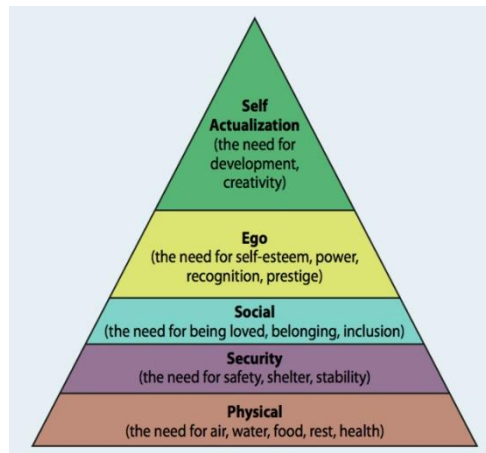 Self
Actualization
(the need for
development,
creativity)
Ego
(the need for self-esteem, power,
recognition, prestige)
Social
(the need for being loved, belonging, inclusion)
Security
(the need for safety, shelter, stability)
Physical
(the need for air, water, food, rest, health)